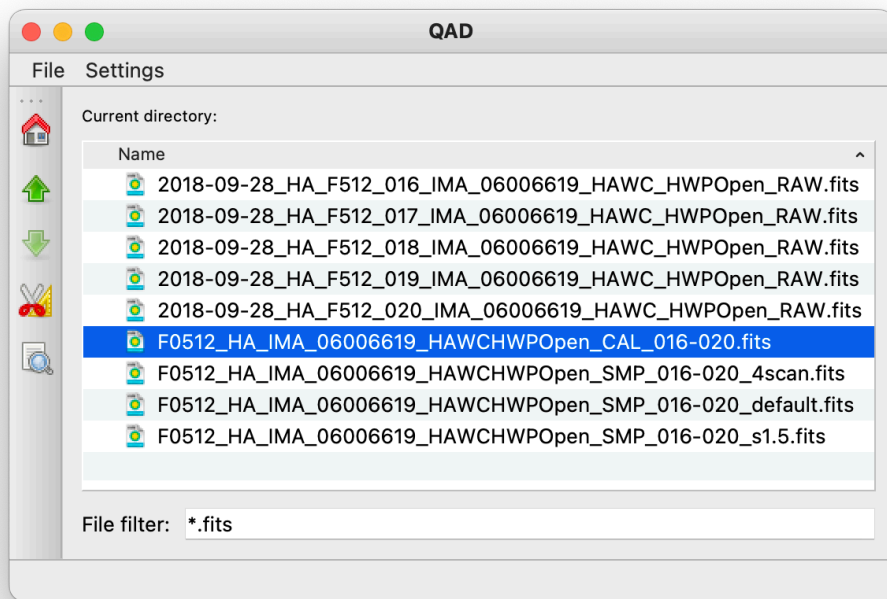 QAD
File Settings
Current directory:
Name
2018-09-28_HA_F512_016_IMA_06006619_HAWC_HWPOpen_RAW.fits
2018-09-28_HA_F512_017_IMA_06006619_HAWC_HWPOpen_RAW.fits
2018-09-28_HA_F512_018_IMA_06006619_HAWC_HWPOpen_RAW.fits
2018-09-28_HA_F512_019_IMA_06006619_HAWC_HWPOpen_RAW.fits
2018-09-28_HA_F512_020_IMA_06006619_HAWC_HWPOpen_RAW.fits
F0512_HA_IMA_06006619_HAWCHWPOpen_CAL_016-020.fits
F0512_HA_IMA_06006619_HAWCHWPOpen_SMP_016-020_4scan.fits
F0512_HA_IMA_06006619_HAWCHWPOpen_SMP_016-020_default.fits
F0512_HA_IMA_06006619_HAWCHWPOpen_SMP_016-020_s1.5.fits
File filter: *.fits